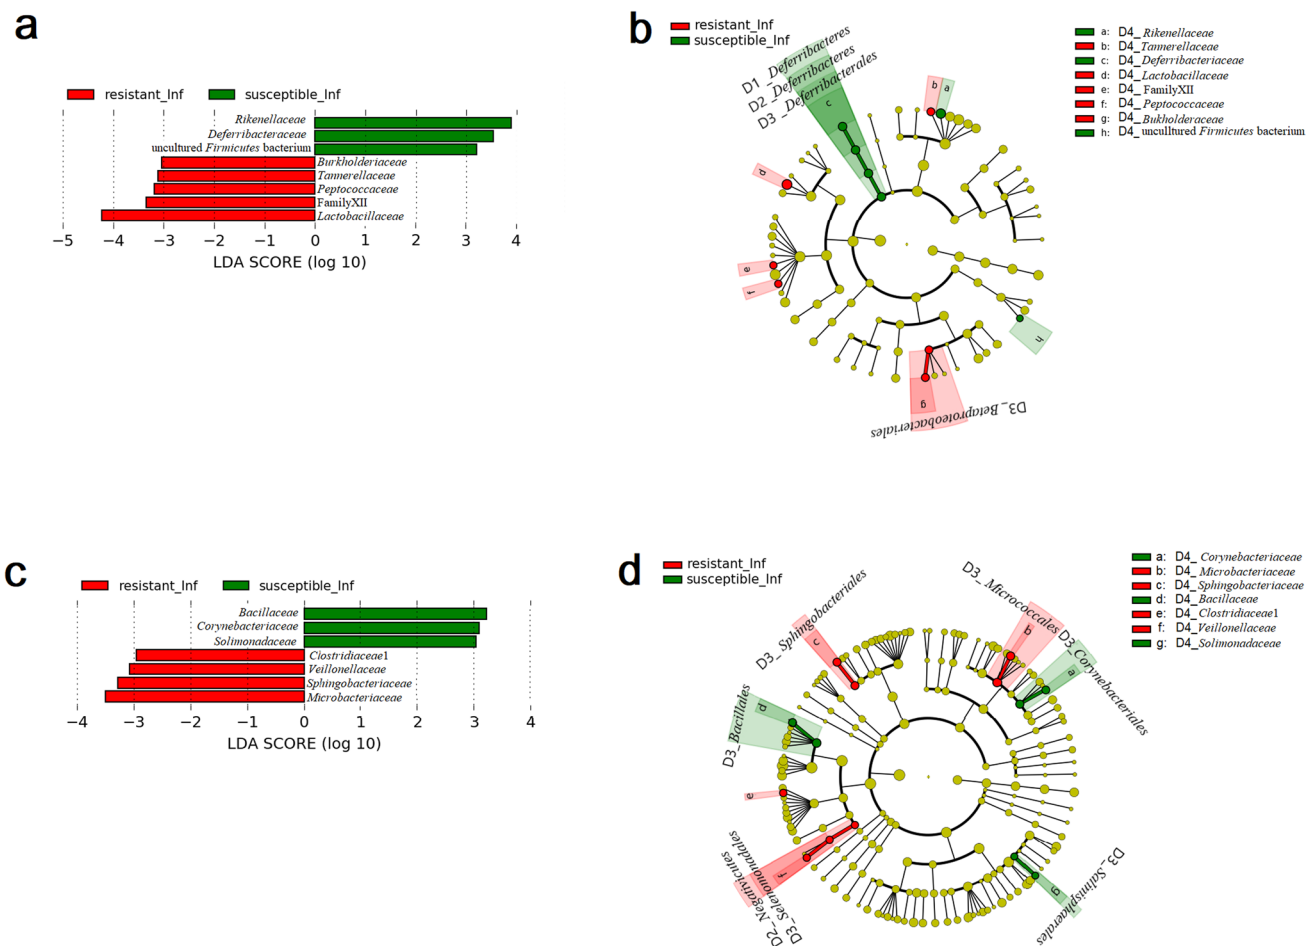 a
resistant_Inf
susceptible_Inf
Rikenellaceae
Deferribacteraceae
uncultured Firmicutes bacterium
Burkholderiaceae
Tannerellaceae
Peptococcaceae
FamilyXII
Lactobacillaceae
−5 −4 −3 −2 −1 0 1 2 3 4
LDA SCORE (log 10)
b
resistant_Inf
susceptible_Inf
D1_Deferribacteres
D2_Deferribacteres
D3_Deferribacterales
c
b
a
d
e
f
g
h
D3_Betaproteobacteriales
a: D4_Rikenellaceae
b: D4_Tannerellaceae
c: D4_Deferribacteriaceae
d: D4_Lactobacillaceae
e: D4_FamilyXII
f: D4_Peptococcaceae
g: D4_Bukholderaceae
h: D4_uncultured Firmicutes bacterium
c
resistant_Inf
susceptible_Inf
Bacillaceae
Corynebacteriaceae
Solimonadaceae
Clostridiaceae1
Veillonellaceae
Sphingobacteriaceae
Microbacteriaceae
−4 −3 −2 −1 0 1 2 3 4
LDA SCORE (log 10)
d
resistant_Inf
susceptible_Inf
D3_Sphingobacteriales
c
D3_Micrococcales
b
D3_Corynebacteriales
a
D3_Bacillales
d
e
f
D2_Negativicutes
D3_Selenomonadales
g
D3_Salinisphaerales
a: D4_Corynebacteriaceae
b: D4_Microbacteriaceae
c: D4_Sphingobacteriaceae
d: D4_Bacillaceae
e: D4_Clostridiaceae1
f: D4_Veillonellaceae
g: D4_Solimonadaceae